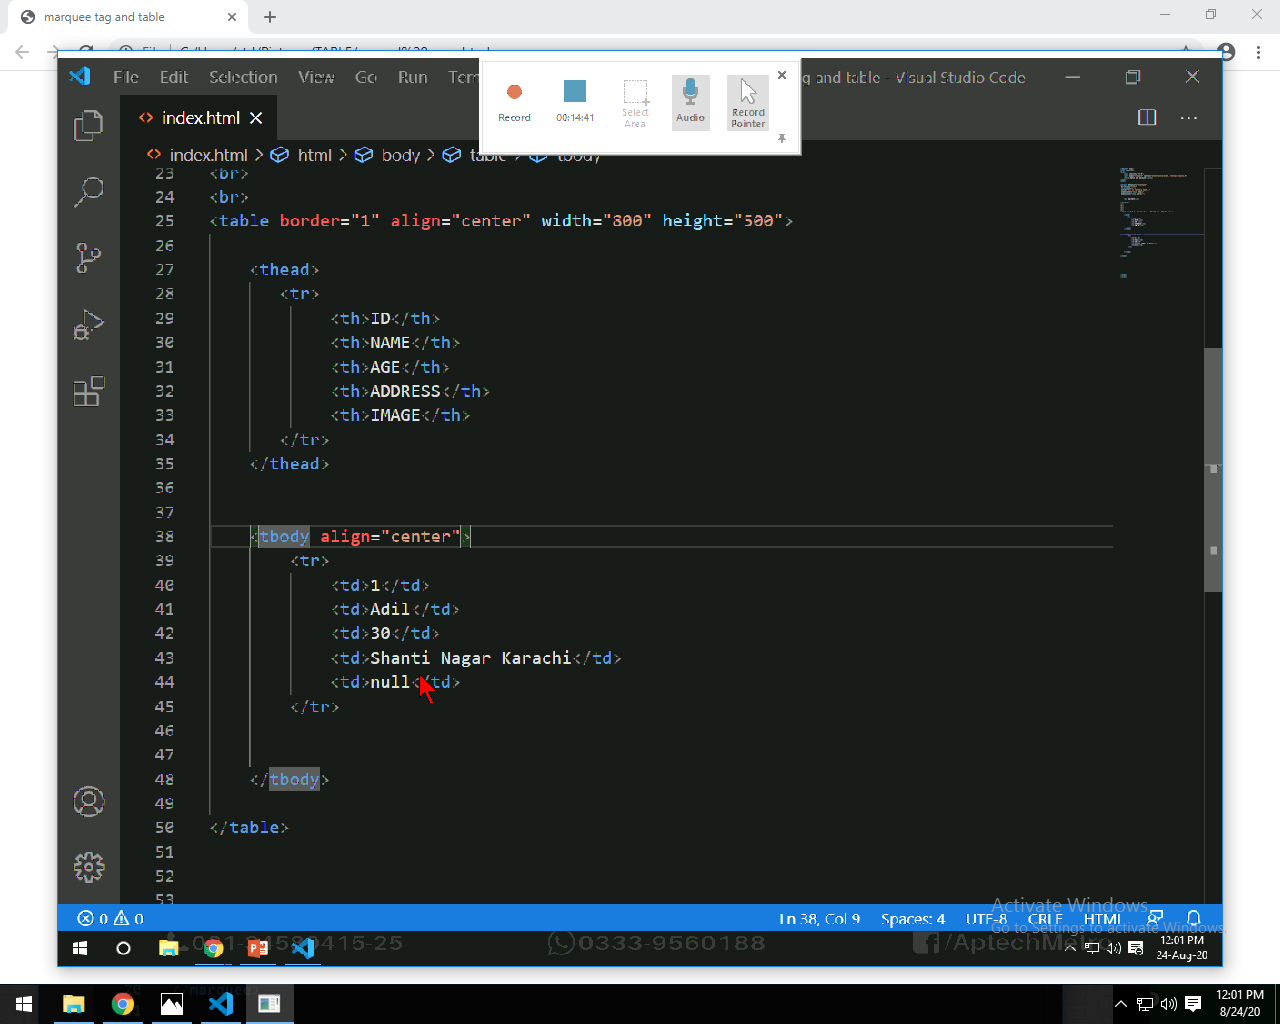 marquee tag and table
File Edit Selection View Go Run
g and table - Visual Studio Code
Record
00:14:41
Select Area
Audio
Record Pointer
index.html
index.html > html > body > table > tbody
23 <br>
24 <br>
25 <table border="1" align="center" width="800" height="500">
26
27 <thead>
28 <tr>
29 <th>ID</th>
30 <th>NAME</th>
31 <th>AGE</th>
32 <th>ADDRESS</th>
33 <th>IMAGE</th>
34 </tr>
35 </thead>
36
37
38 <tbody align="center">
39 <tr>
40 <td>1</td>
41 <td>Adil</td>
42 <td>30</td>
43 <td>Shanti Nagar Karachi</td>
44 <td>null</td>
45 </tr>
46
47
48 </tbody>
49
50 </table>
51
52
53
Activate Windows
Go to Settings to activate Windows.
0 0 Ln 38, Col 9 Spaces: 4 UTF-8 CRLF HTML
0333-9560188
12:01 PM
24-Aug-20
12:01 PM
8/24/20